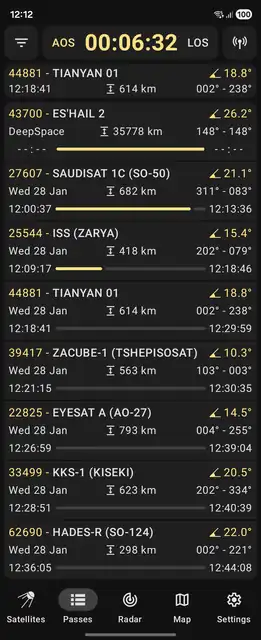 12:12
100
AOS 00:06:32 LOS
44881 - TIANYAN 01 18.8°
12:18:41 614 km 002° - 238°
43700 - ES'HAIL 2 26.2°
DeepSpace 35778 km 148° - 148°
--:-- --:--
27607 - SAUDISAT 1C (SO-50) 21.1°
Wed 28 Jan 682 km 311° - 083°
12:00:37 12:13:36
25544 - ISS (ZARYA) 15.4°
Wed 28 Jan 418 km 202° - 079°
12:09:17 12:18:46
44881 - TIANYAN 01 18.8°
Wed 28 Jan 614 km 002° - 238°
12:18:41 12:29:59
39417 - ZACUBE-1 (TSHEPISOSAT) 10.3°
Wed 28 Jan 563 km 103° - 003°
12:21:15 12:30:35
22825 - EYESAT A (AO-27) 14.5°
Wed 28 Jan 793 km 004° - 255°
12:26:59 12:39:04
33499 - KKS-1 (KISEKI) 20.5°
Wed 28 Jan 623 km 202° - 334°
12:28:51 12:40:39
62690 - HADES-R (SO-124) 22.0°
Wed 28 Jan 298 km 002° - 221°
12:36:05 12:44:08
Satellites Passes Radar Map Settings